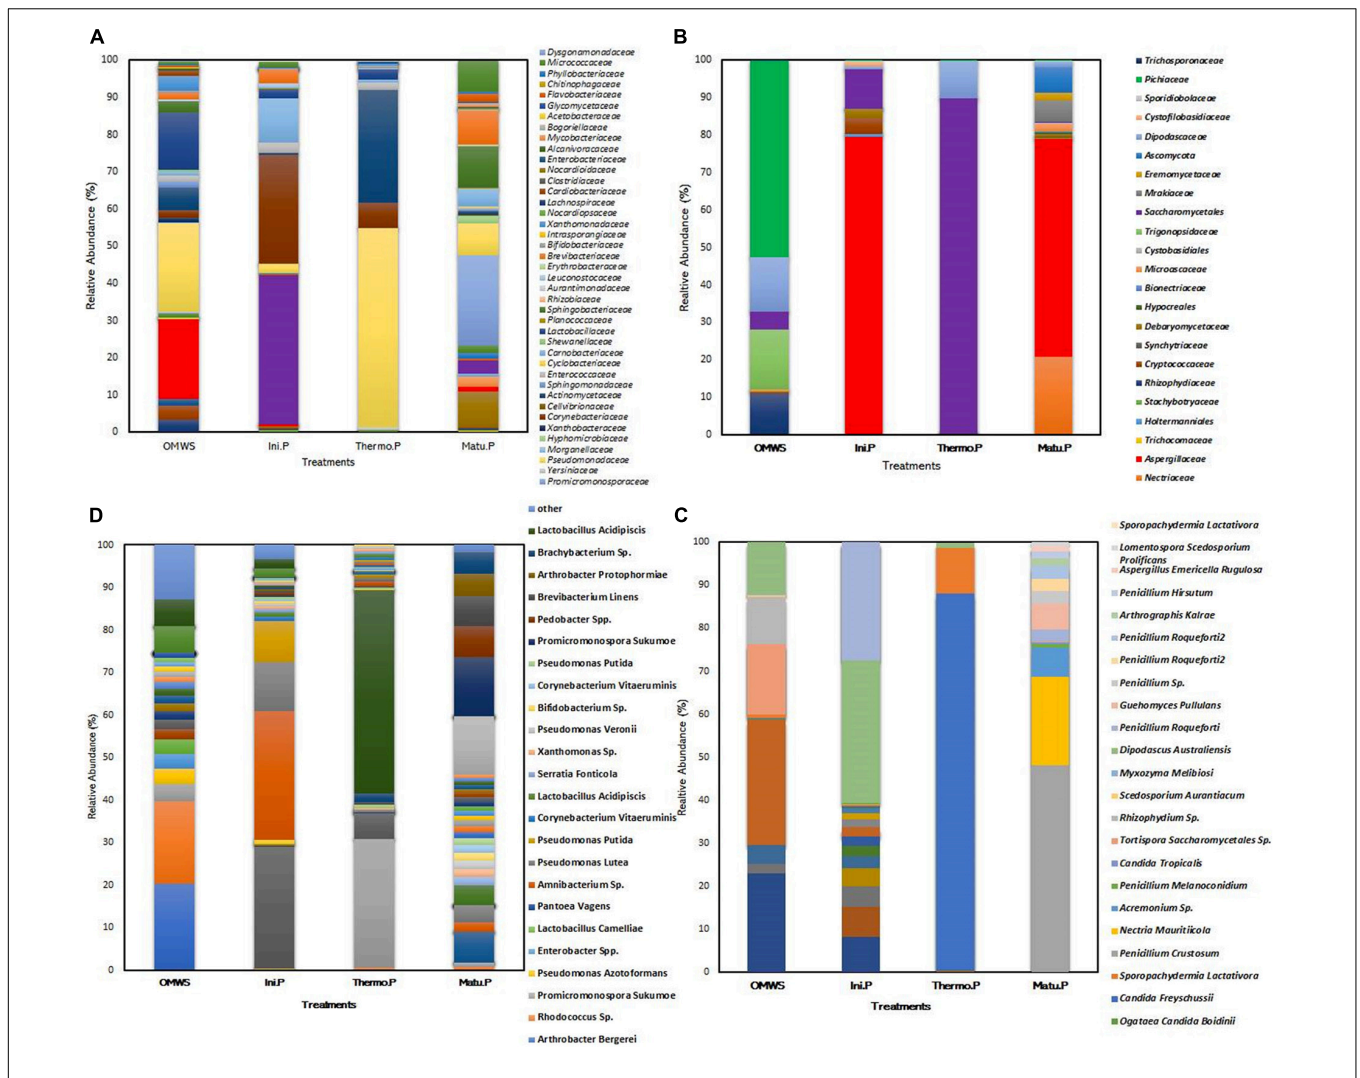 A
Relative Abundance (%)
100
90
80
70
60
50
40
30
20
10
0
OMWS
Ini.P
Thermo.P
Matu.P
Treatments
Dysgonamonadaceae
Micrococcaceae
Phyllobacteriaceae
Chitinophagaceae
Flavobacteriaceae
Glycomycetaceae
Acetobacteraceae
Bogoriellaceae
Mycobacteriaceae
Alcanivoracaceae
Enterobacteriaceae
Nocardioidaceae
Clostridiaceae
Cardiobacteriaceae
Lachnospiraceae
Nocardiopsaceae
Xanthomonadaceae
Intrasporangiaceae
Bifidobacteriaceae
Brevibacteriaceae
Erythrobacteraceae
Leuconostocaceae
Aurantimonadaceae
Rhizobiaceae
Sphingobacteriaceae
Planococcaceae
Lactobacillaceae
Shewanellaceae
Carnobacteriaceae
Cyclobacteriaceae
Enterococcaceae
Sphingomonadaceae
Actinomycetaceae
Cellvibrionaceae
Corynebacteriaceae
Xanthobacteraceae
Hyphomicrobiaceae
Morganellaceae
Pseudomonadaceae
Yersiniaceae
Promicromonosporaceae
B
Realtive Abundance (%)
100
90
80
70
60
50
40
30
20
10
0
OMWS
Ini.P
Thermo.P
Matu.P
Treatments
Trichosporonaceae
Pichiaceae
Sporidiobolaceae
Cystofilobasidiaceae
Dipodascaceae
Ascomycota
Eremomycetaceae
Mrakiaceae
Saccharomycetales
Trigonopsidaceae
Cystobasidiales
Microascaceae
Bionectriaceae
Hypocreales
Debaryomycetaceae
Synchytriaceae
Cryptococcaceae
Rhizophydiaceae
Stachybotryaceae
Holtermanniales
Trichocomaceae
Aspergillaceae
Nectriaceae
D
Relative Abundance (%)
100
90
80
70
60
50
40
30
20
10
0
OMWS
Ini.P
Thermo.P
Matu.P
Treatments
other
Lactobacillus Acidipiscis
Brachybacterium Sp.
Arthrobacter Protophormiae
Brevibacterium Linens
Pedobacter Spp.
Promicromonospora Sukumoe
Pseudomonas Putida
Corynebacterium Vitaeruminis
Bifidobacterium Sp.
Pseudomonas Veronii
Xanthomonas Sp.
Serratia Fonticola
Lactobacillus Acidipiscis
Corynebacterium Vitaeruminis
Pseudomonas Putida
Pseudomonas Lutea
Amnibacterium Sp.
Pantoea Vagens
Lactobacillus Camelliae
Enterobacter Spp.
Pseudomonas Azotoformans
Promicromonospora Sukumoe
Rhodococcus Sp.
Arthrobacter Bergerei
C
Realtive Abundance (%)
100
90
80
70
60
50
40
30
20
10
0
OMWS
Ini.P
Thermo.P
Matu.P
Treatments
Sporopachydermia Lactativora
Lomentospora Scedosporium
Prolificans
Aspergillus Emericella Rugulosa
Penicillium Hirsutum
Arthrographis Kalrae
Penicillium Roqueforti2
Penicillium Roqueforti2
Penicillium Sp.
Guehomyces Pullulans
Penicillium Roqueforti
Dipodascus Australiensis
Myxozyma Melibiosi
Scedosporium Aurantiacum
Rhizophydium Sp.
Tortispora Saccharomycetales Sp.
Candida Tropicalis
Penicillium Melanoconidium
Acremonium Sp.
Nectria Mauritiicola
Penicillium Crustosum
Sporopachydermia Lactativora
Candida Freyschussii
Ogataea Candida Boidinii